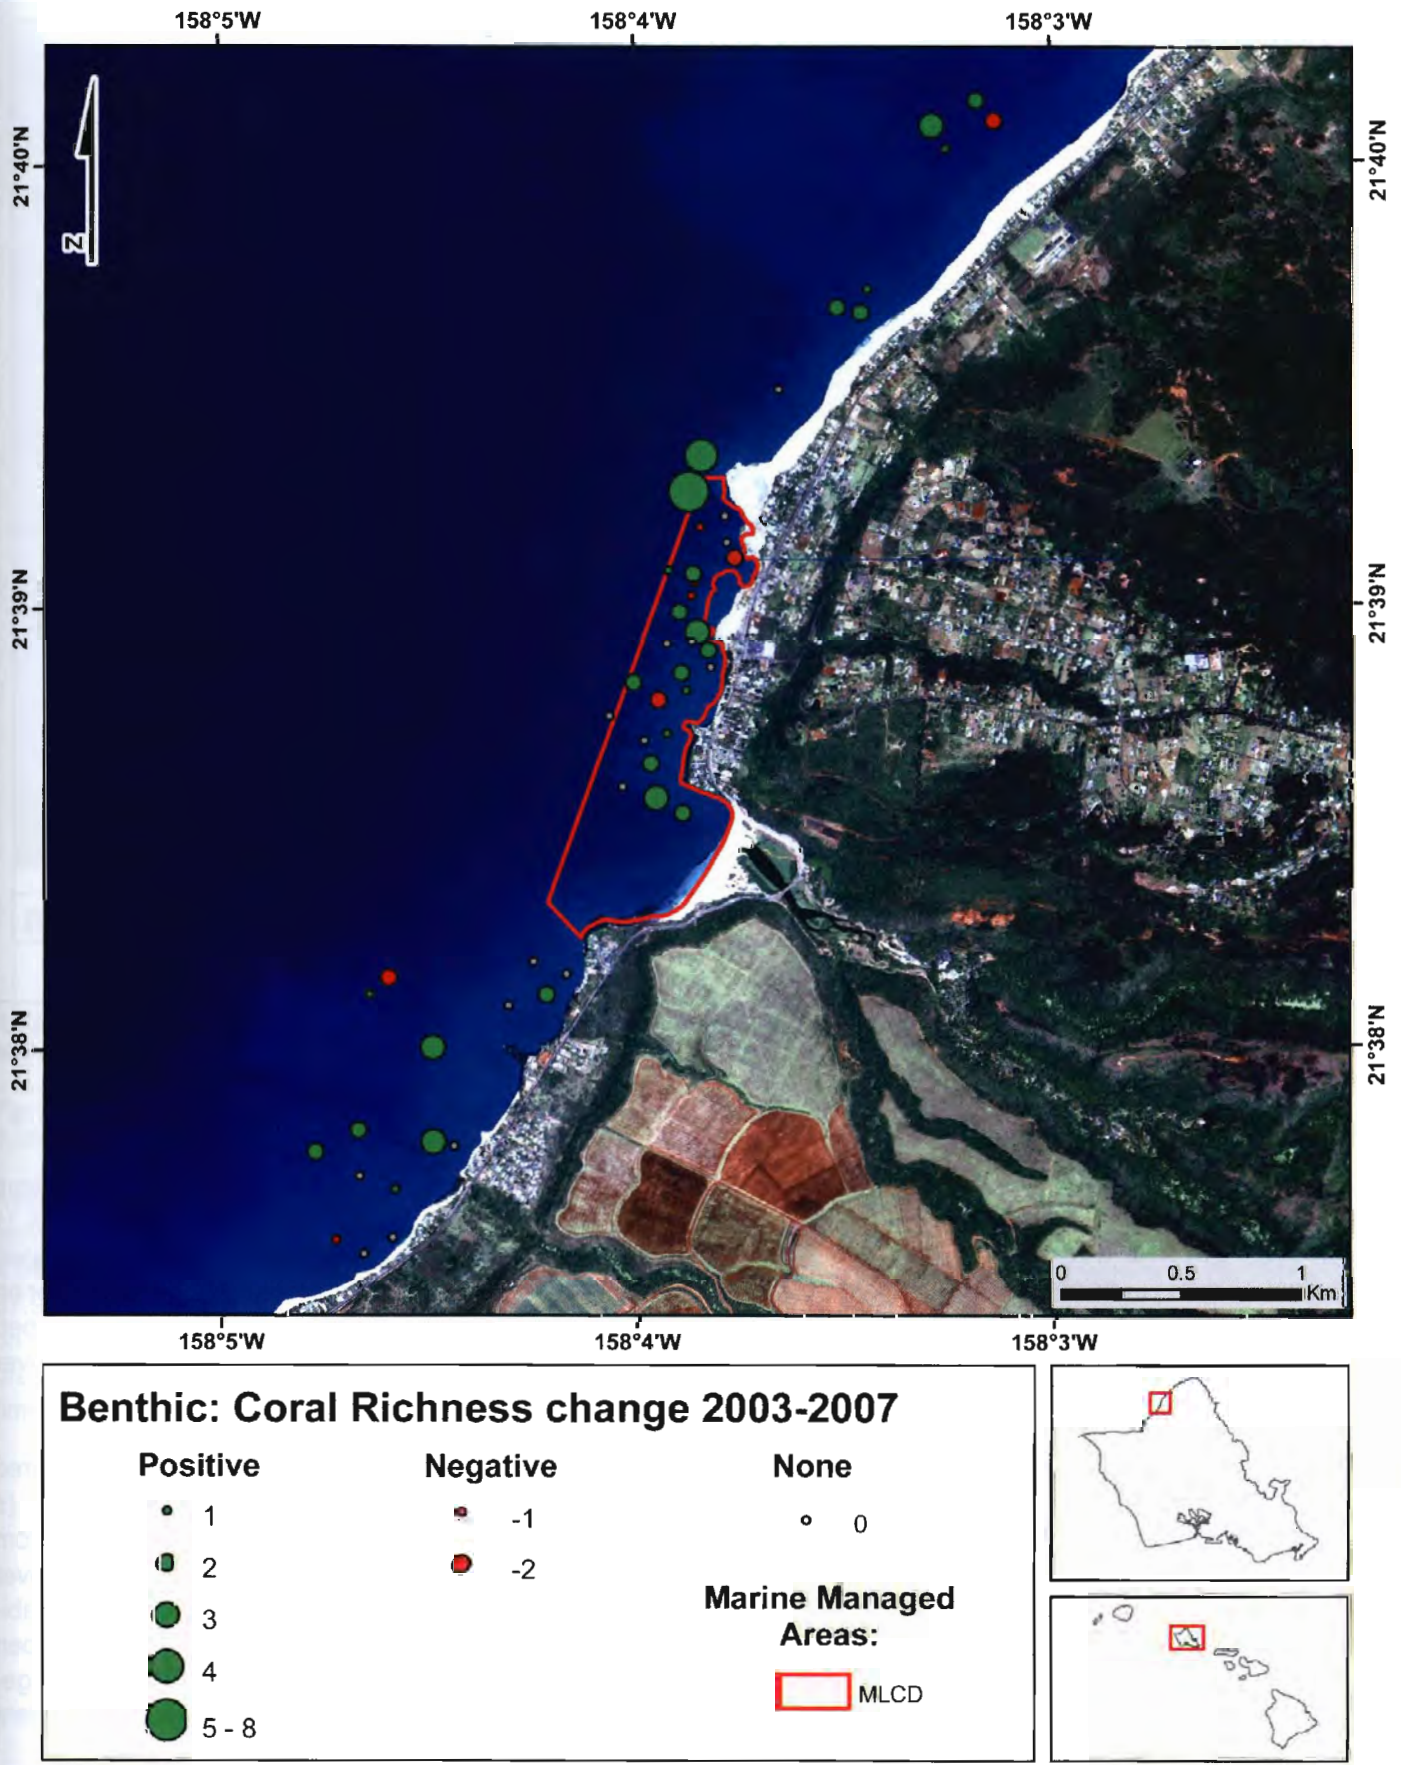 158°5'W 158°4'W 158°3'W
21°40'N 21°40'N
N
21°39'N 21°39'N
21°38'N 21°38'N
0 0.5 1
Km
158°5'W 158°4'W 158°3'W
Benthic: Coral Richness change 2003-2007
Positive Negative None
1 -1 0
2 -2
3
4
5 - 8
Marine Managed
Areas:
MLCD